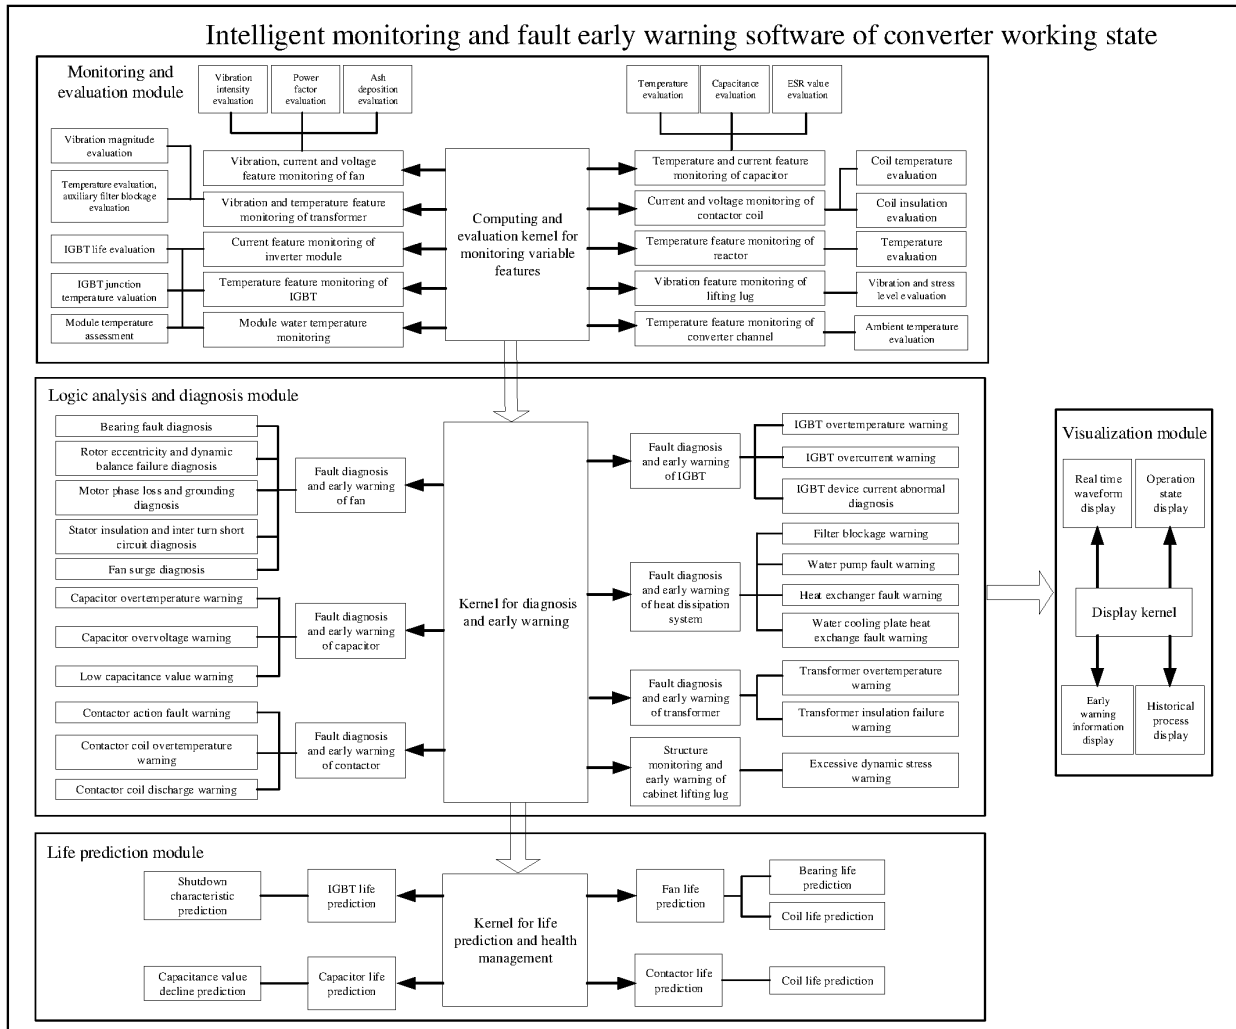 Intelligent monitoring and fault early warning software of converter working state
Monitoring and
evaluation module
Vibration
intensity
evaluation
Power
factor
evaluation
Ash
deposition
evaluation
Temperature
evaluation
Capacitance
evaluation
ESR value
evaluation
Vibration magnitude
evaluation
Temperature evaluation,
auxiliary filter blockage
evaluation
IGBT life evaluation
IGBT junction
temperature valuation
Module temperature
assessment
Vibration, current and voltage
feature monitoring of fan
Vibration and temperature feature
monitoring of transformer
Current feature monitoring of
inverter module
Temperature feature monitoring of
IGBT
Module water temperature
monitoring
Computing and
evaluation kernel for
monitoring variable
features
Temperature and current feature
monitoring of capacitor
Current and voltage monitoring of
contactor coil
Temperature feature monitoring of
reactor
Vibration feature monitoring of
lifting lug
Temperature feature monitoring of
converter channel
Coil temperature
evaluation
Coil insulation
evaluation
Temperature
evaluation
Vibration and stress
level evaluation
Ambient temperature
evaluation
Logic analysis and diagnosis module
Bearing fault diagnosis
Rotor eccentricity and dynamic
balance failure diagnosis
Motor phase loss and grounding
diagnosis
Stator insulation and inter turn short
circuit diagnosis
Fan surge diagnosis
Capacitor overtemperature warning
Capacitor overvoltage warning
Low capacitance value warning
Contactor action fault warning
Contactor coil overtemperature
warning
Contactor coil discharge warning
Fault diagnosis
and early warning
of fan
Fault diagnosis
and early warning
of capacitor
Fault diagnosis
and early warning
of contactor
Kernel for diagnosis
and early warning
Fault diagnosis
and early warning
of IGBT
Fault diagnosis
and early warning
of heat dissipation
system
Fault diagnosis
and early warning
of transformer
Structure
monitoring and
early warning of
cabinet lifting lug
IGBT overtemperature warning
IGBT overcurrent warning
IGBT device current abnormal
diagnosis
Filter blockage warning
Water pump fault warning
Heat exchanger fault warning
Water cooling plate heat
exchange fault warning
Transformer overtemperature
warning
Transformer insulation failure
warning
Excessive dynamic stress
warning
Visualization module
Real time
waveform
display
Operation
state
display
Display kernel
Early
warning
information
display
Historical
process
display
Life prediction module
Shutdown
characteristic
prediction
IGBT life
prediction
Capacitance value
decline prediction
Capacitor life
prediction
Kernel for life
prediction and health
management
Fan life
prediction
Bearing life
prediction
Coil life prediction
Contactor life
prediction
Coil life prediction